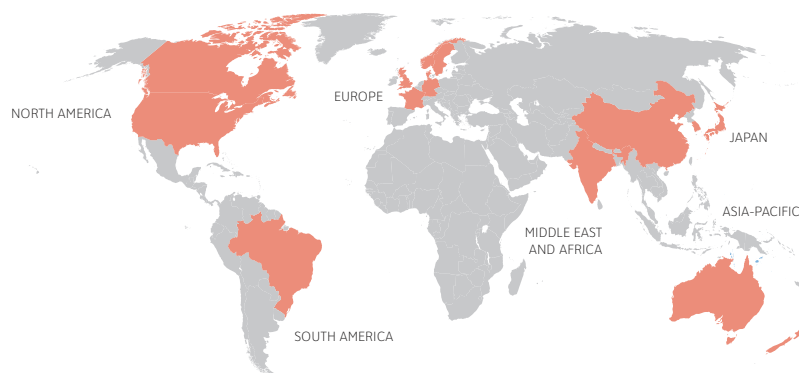 EUROPE
NORTH AMERICA
JAPAN
ASIA-PACIFIC
MIDDLE EAST
AND AFRICA
SOUTH AMERICA